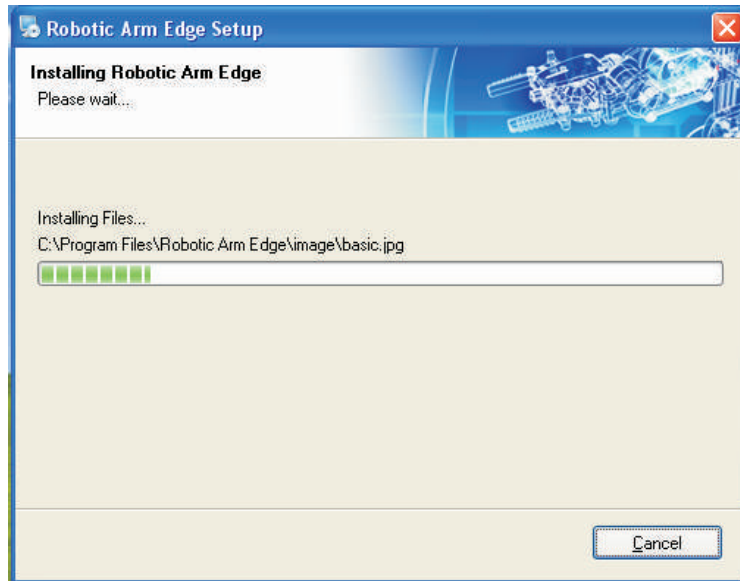 Robotic Arm Edge Setup
Installing Robotic Arm Edge
Please wait...
Installing Files...
C:\Program Files\Robotic Arm Edge\image\basic.jpg
Cancel